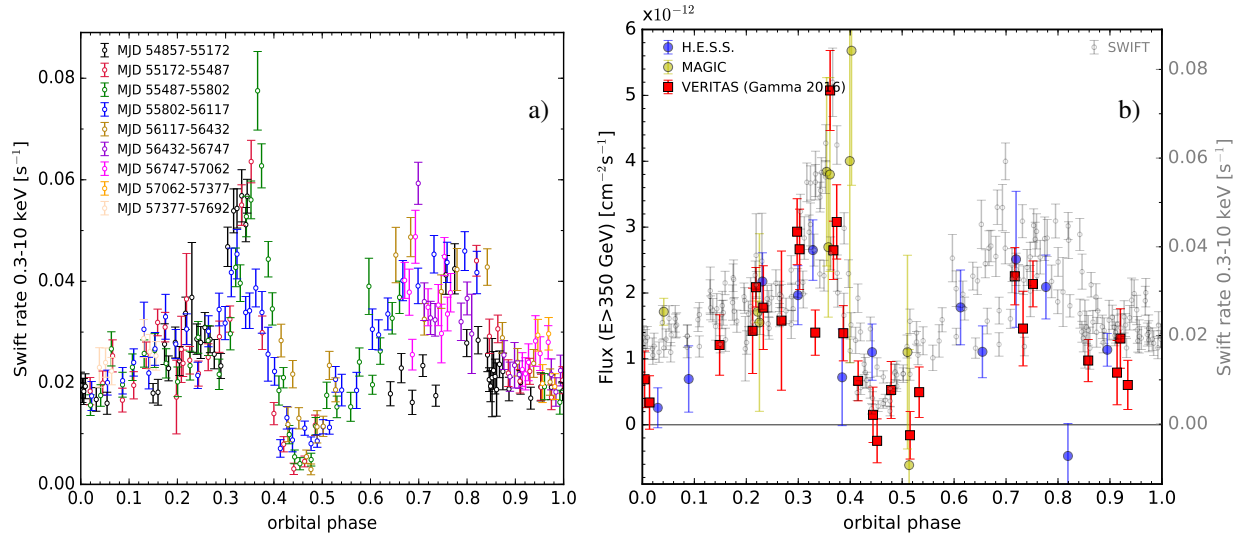 MJD 54857-55172
MJD 55172-55487
MJD 55487-55802
MJD 55802-56117
MJD 56117-56432
MJD 56432-56747
MJD 56747-57062
MJD 57062-57377
MJD 57377-57692
a)
0.08
0.06
0.04
0.02
0.00
Swift rate 0.3-10 keV [s⁻¹]
0.0 0.1 0.2 0.3 0.4 0.5 0.6 0.7 0.8 0.9 1.0
orbital phase
×10⁻¹²
H.E.S.S.
MAGIC
VERITAS (Gamma 2016)
SWIFT
b)
6
5
4
3
2
1
0
Flux (E>350 GeV) [cm⁻²s⁻¹]
0.08
0.06
0.04
0.02
0.00
Swift rate 0.3-10 keV [s⁻¹]
0.0 0.1 0.2 0.3 0.4 0.5 0.6 0.7 0.8 0.9 1.0
orbital phase